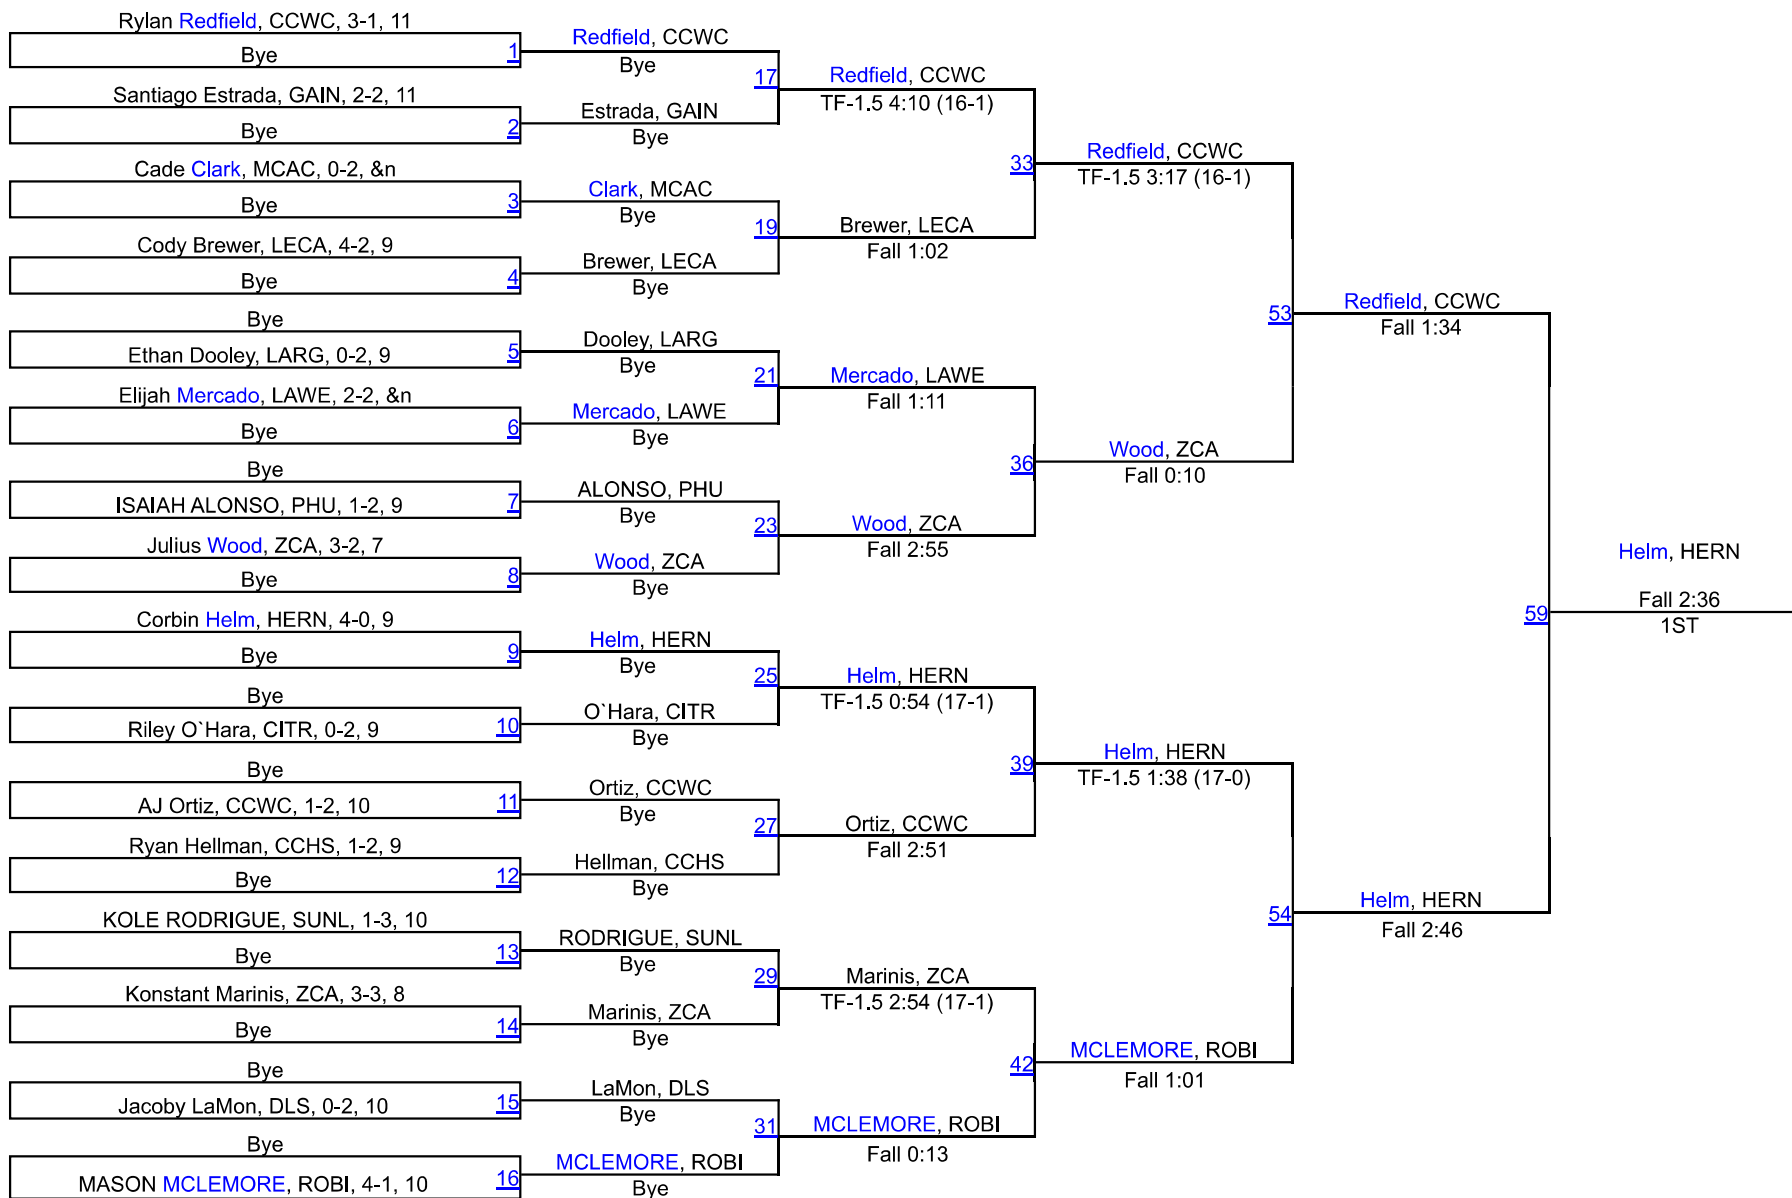 Rylan Redfield, CCWC, 3-1, 11
Bye
1
Santiago Estrada, GAIN, 2-2, 11
Bye
2
Cade Clark, MCAC, 0-2, &n
Bye
3
Cody Brewer, LECA, 4-2, 9
Bye
4
Bye
Ethan Dooley, LARG, 0-2, 9
5
Elijah Mercado, LAWE, 2-2, &n
Bye
6
Bye
ISAIAH ALONSO, PHU, 1-2, 9
7
Julius Wood, ZCA, 3-2, 7
Bye
8
Corbin Helm, HERN, 4-0, 9
Bye
9
Bye
Riley O`Hara, CITR, 0-2, 9
10
Bye
AJ Ortiz, CCWC, 1-2, 10
11
Ryan Hellman, CCHS, 1-2, 9
Bye
12
KOLE RODRIGUE, SUNL, 1-3, 10
Bye
13
Konstant Marinis, ZCA, 3-3, 8
Bye
14
Bye
Jacoby LaMon, DLS, 0-2, 10
15
Bye
MASON MCLEMORE, ROBI, 4-1, 10
16
Redfield, CCWC
Bye
17
Estrada, GAIN
Bye
Clark, MCAC
Bye
19
Brewer, LECA
Bye
Dooley, LARG
Bye
21
Mercado, LAWE
Bye
ALONSO, PHU
Bye
23
Wood, ZCA
Bye
Helm, HERN
Bye
25
O`Hara, CITR
Bye
Ortiz, CCWC
Bye
27
Hellman, CCHS
Bye
RODRIGUE, SUNL
Bye
29
Marinis, ZCA
Bye
LaMon, DLS
Bye
31
MCLEMORE, ROBI
Bye
Redfield, CCWC
TF-1.5 4:10 (16-1)
33
Brewer, LECA
Fall 1:02
Mercado, LAWE
Fall 1:11
36
Wood, ZCA
Fall 2:55
Helm, HERN
TF-1.5 0:54 (17-1)
39
Ortiz, CCWC
Fall 2:51
Marinis, ZCA
TF-1.5 2:54 (17-1)
42
MCLEMORE, ROBI
Fall 0:13
Redfield, CCWC
TF-1.5 3:17 (16-1)
53
Wood, ZCA
Fall 0:10
Helm, HERN
TF-1.5 1:38 (17-0)
54
MCLEMORE, ROBI
Fall 1:01
Redfield, CCWC
Fall 1:34
59
Helm, HERN
Fall 2:46
Helm, HERN
Fall 2:36
1ST